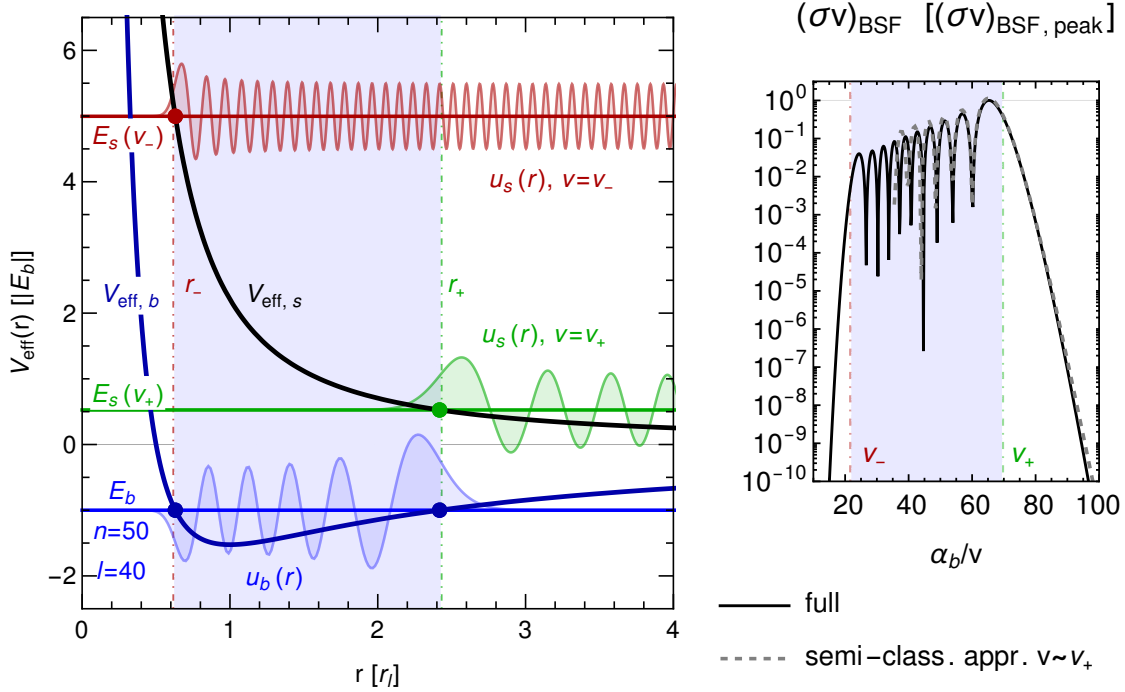 (σv)BSF [(σv)BSF, peak]
Veff(r) [|Eb|]
6
4
2
0
−2
Es(v−)
us(r), v=v−
Veff, b
r−
Veff, s
r+
us(r), v=v+
Es(v+)
Eb
n=50
l=40
ub(r)
0
1
2
3
4
r [rl]
10^0
10^-1
10^-2
10^-3
10^-4
10^-5
10^-6
10^-7
10^-8
10^-9
10^-10
v−
v+
20
40
60
80
100
αb/v
full
semi-class. appr. v~v+